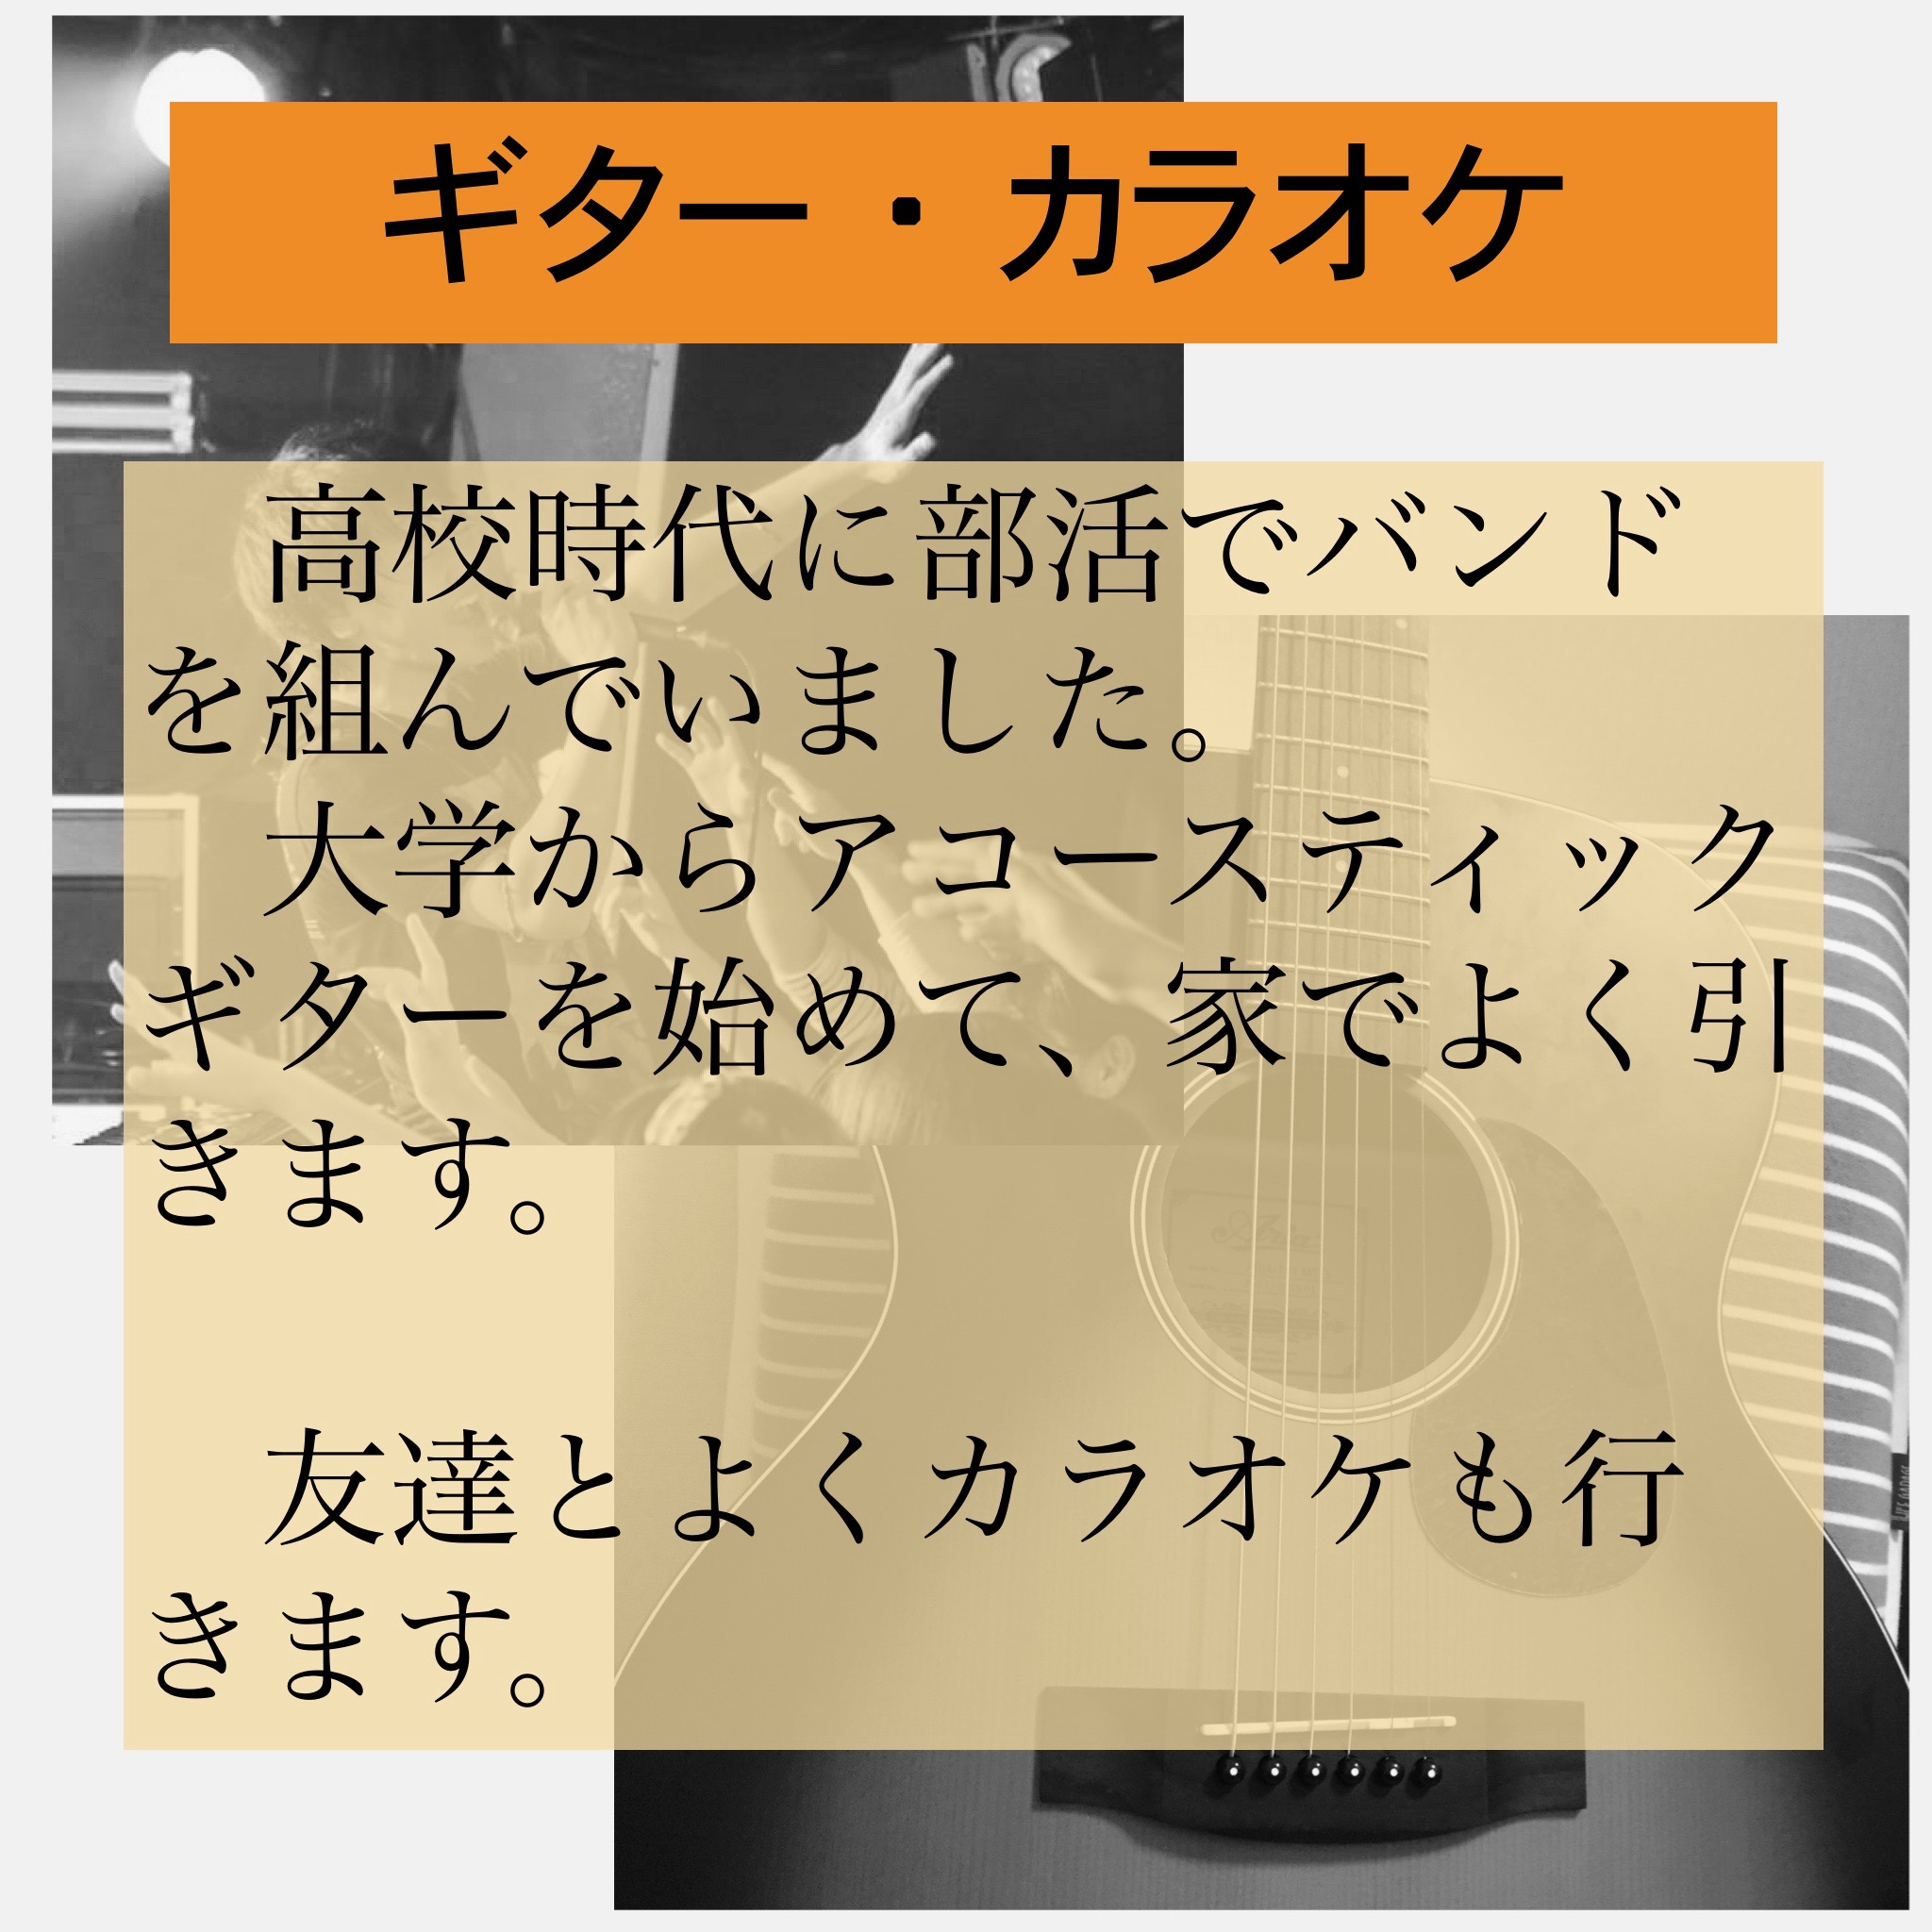 ギター・カラオケ
高校時代に部活でバンド
を組んでいました。
大学からアコースティック
ギターを始めて、家でよく引
きます。
友達とよくカラオケも行
きます。
Aria